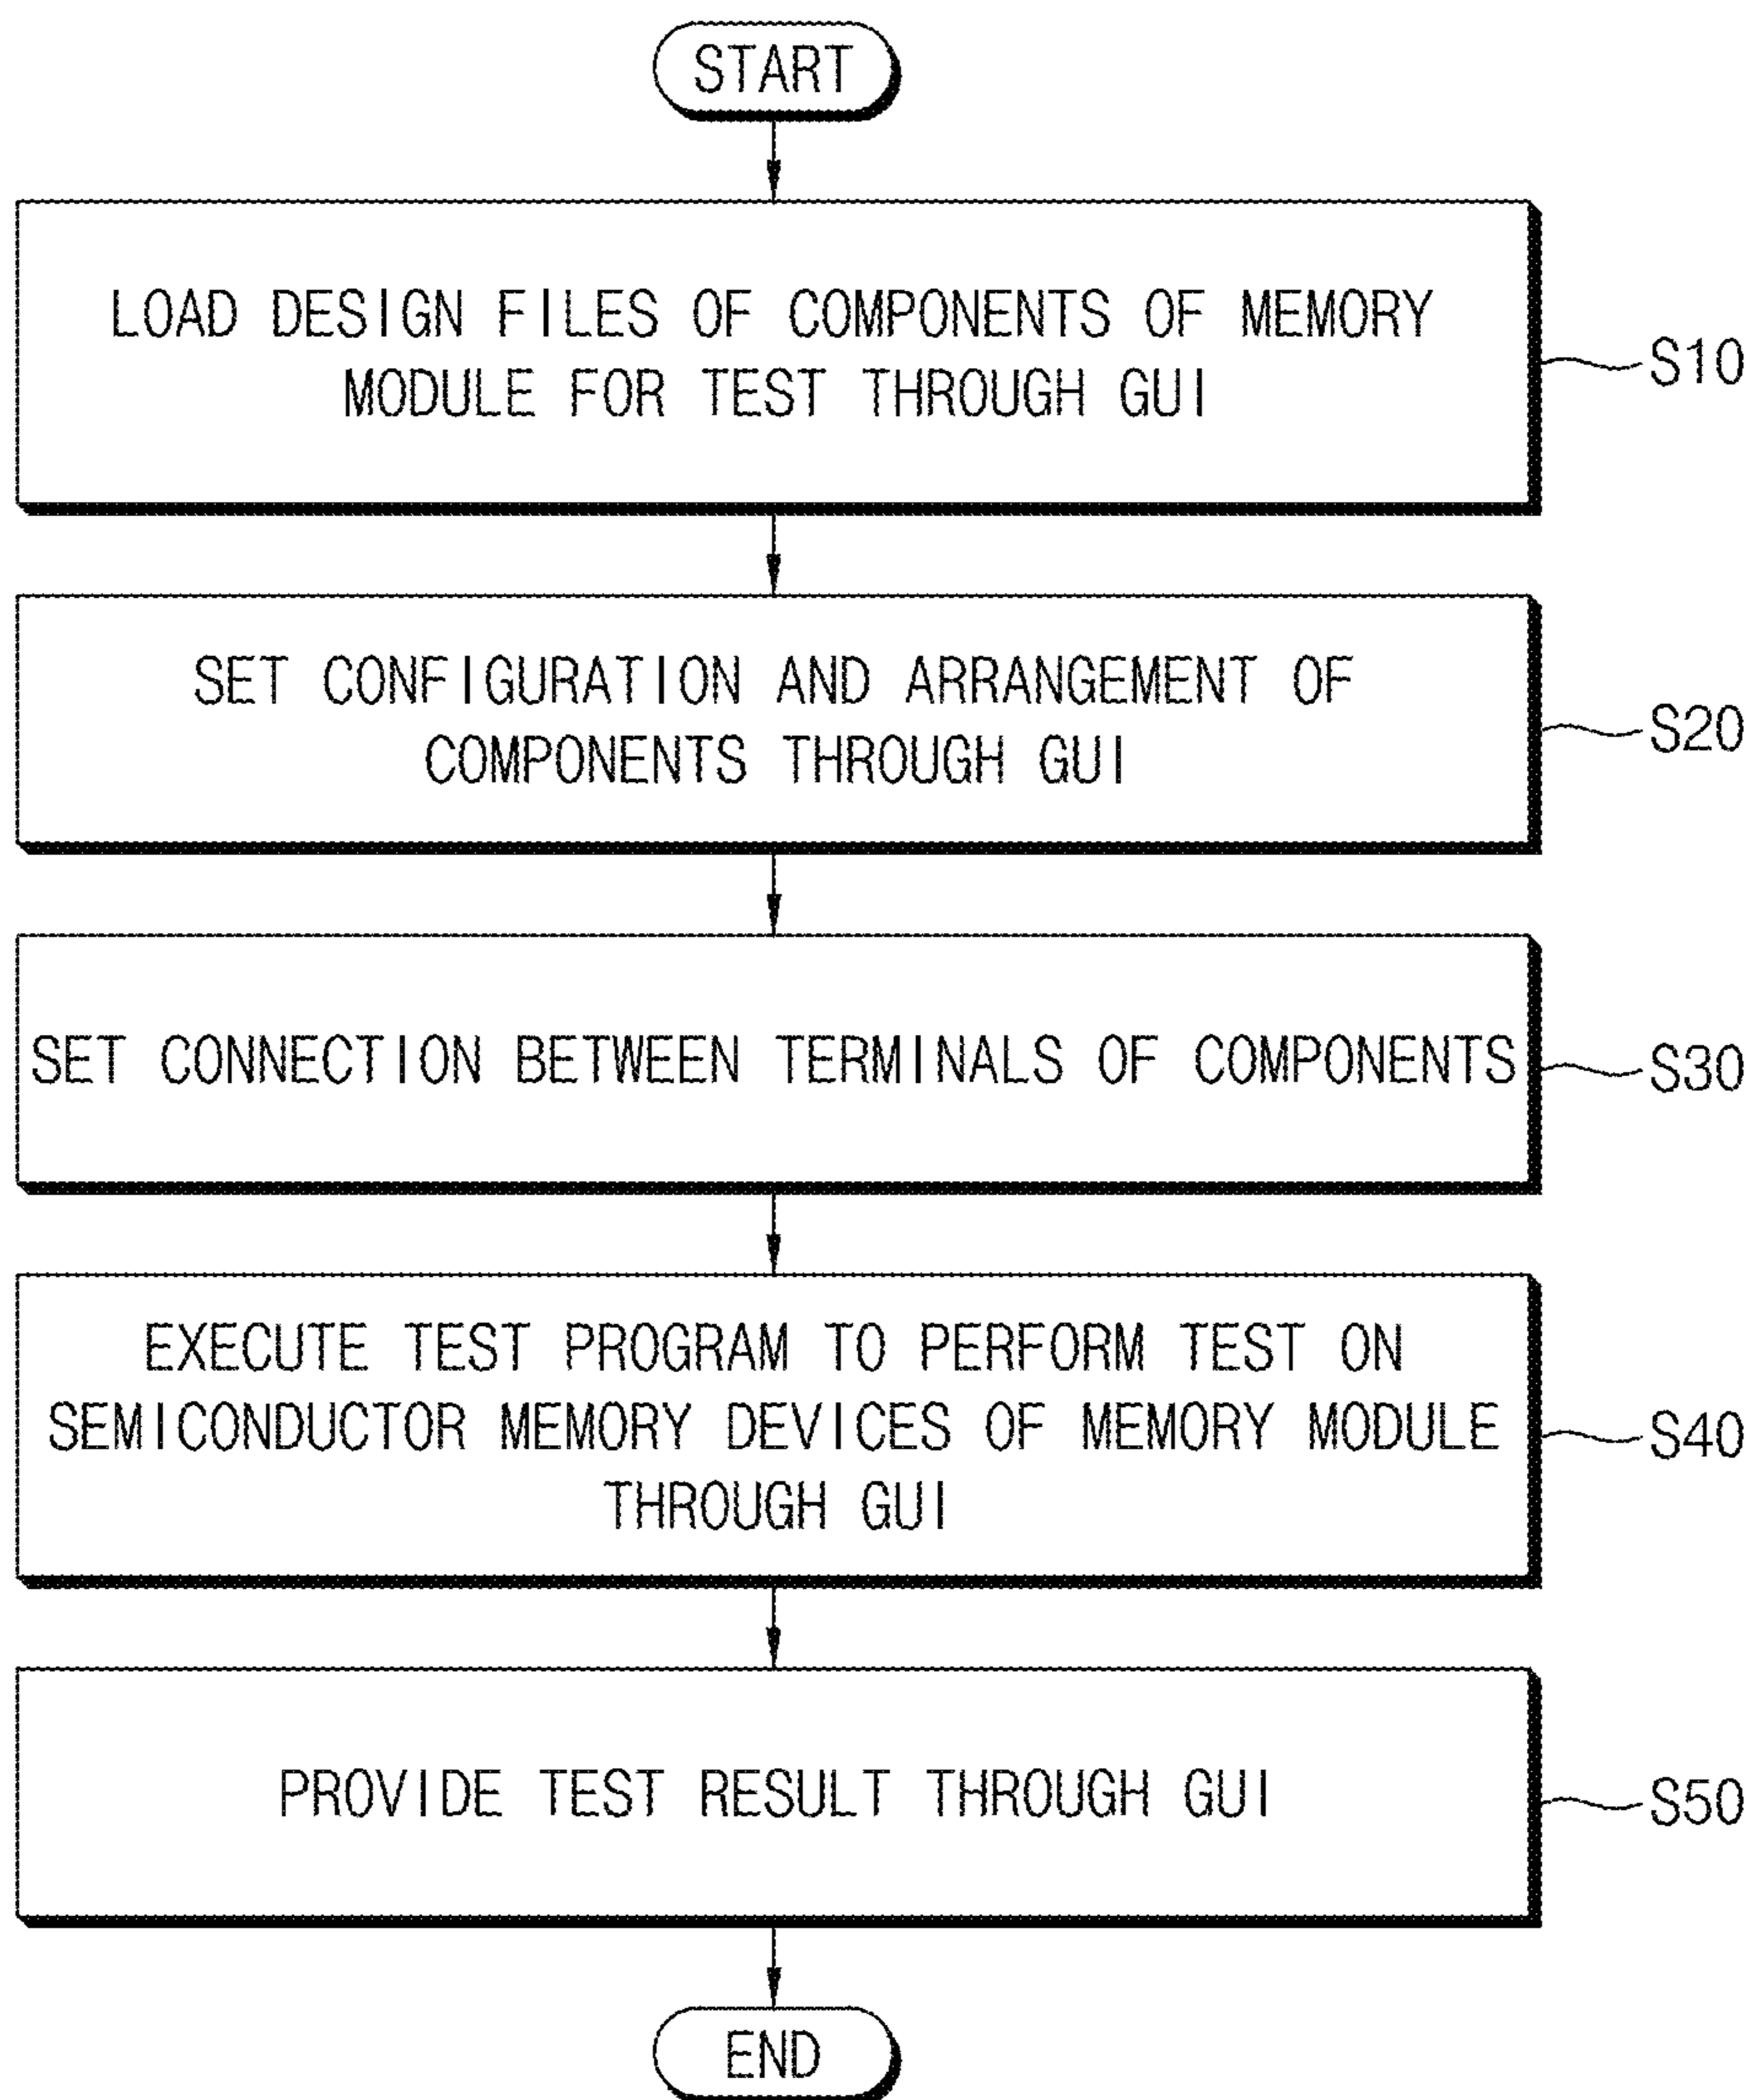 START
LOAD DESIGN FILES OF COMPONENTS OF MEMORY
MODULE FOR TEST THROUGH GUI
S10
SET CONFIGURATION AND ARRANGEMENT OF
COMPONENTS THROUGH GUI
S20
SET CONNECTION BETWEEN TERMINALS OF COMPONENTS
S30
EXECUTE TEST PROGRAM TO PERFORM TEST ON
SEMICONDUCTOR MEMORY DEVICES OF MEMORY MODULE
THROUGH GUI
S40
PROVIDE TEST RESULT THROUGH GUI
S50
END